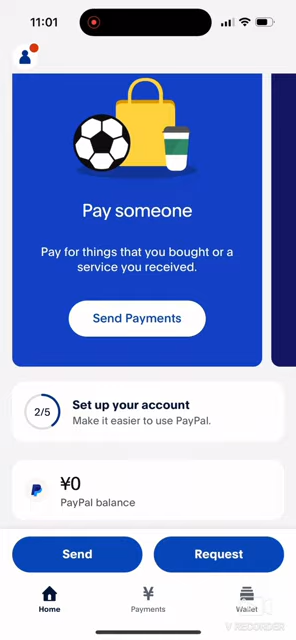 11:01
Pay someone
Pay for things that you bought or a
service you received.
Send Payments
2/5
Set up your account
Make it easier to use PayPal.
¥0
PayPal balance
Send
Request
¥
Home
Payments
Wallet
V RECORDER